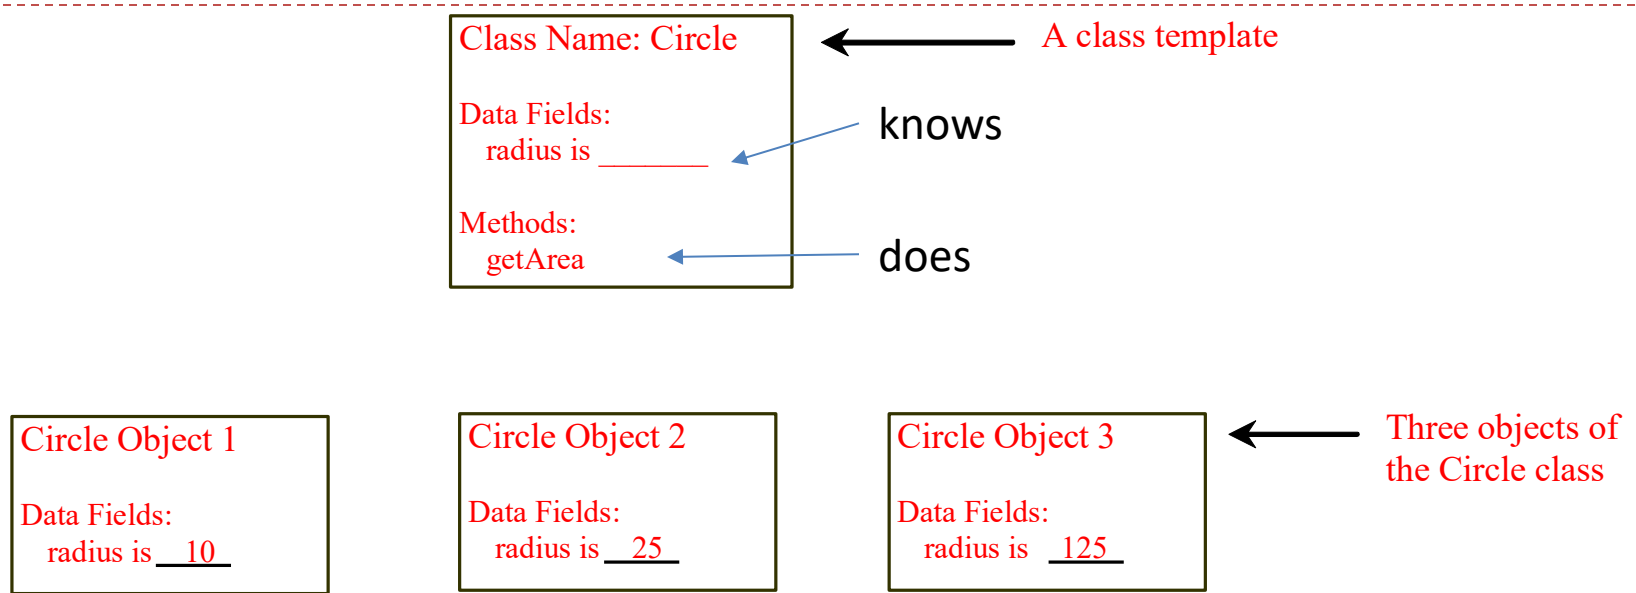 Class Name: Circle
A class template
Data Fields:
radius is _______
knows
Methods:
getArea
does
Circle Object 1
Data Fields:
radius is 10
Circle Object 2
Data Fields:
radius is 25
Circle Object 3
Data Fields:
radius is 125
Three objects of
the Circle class